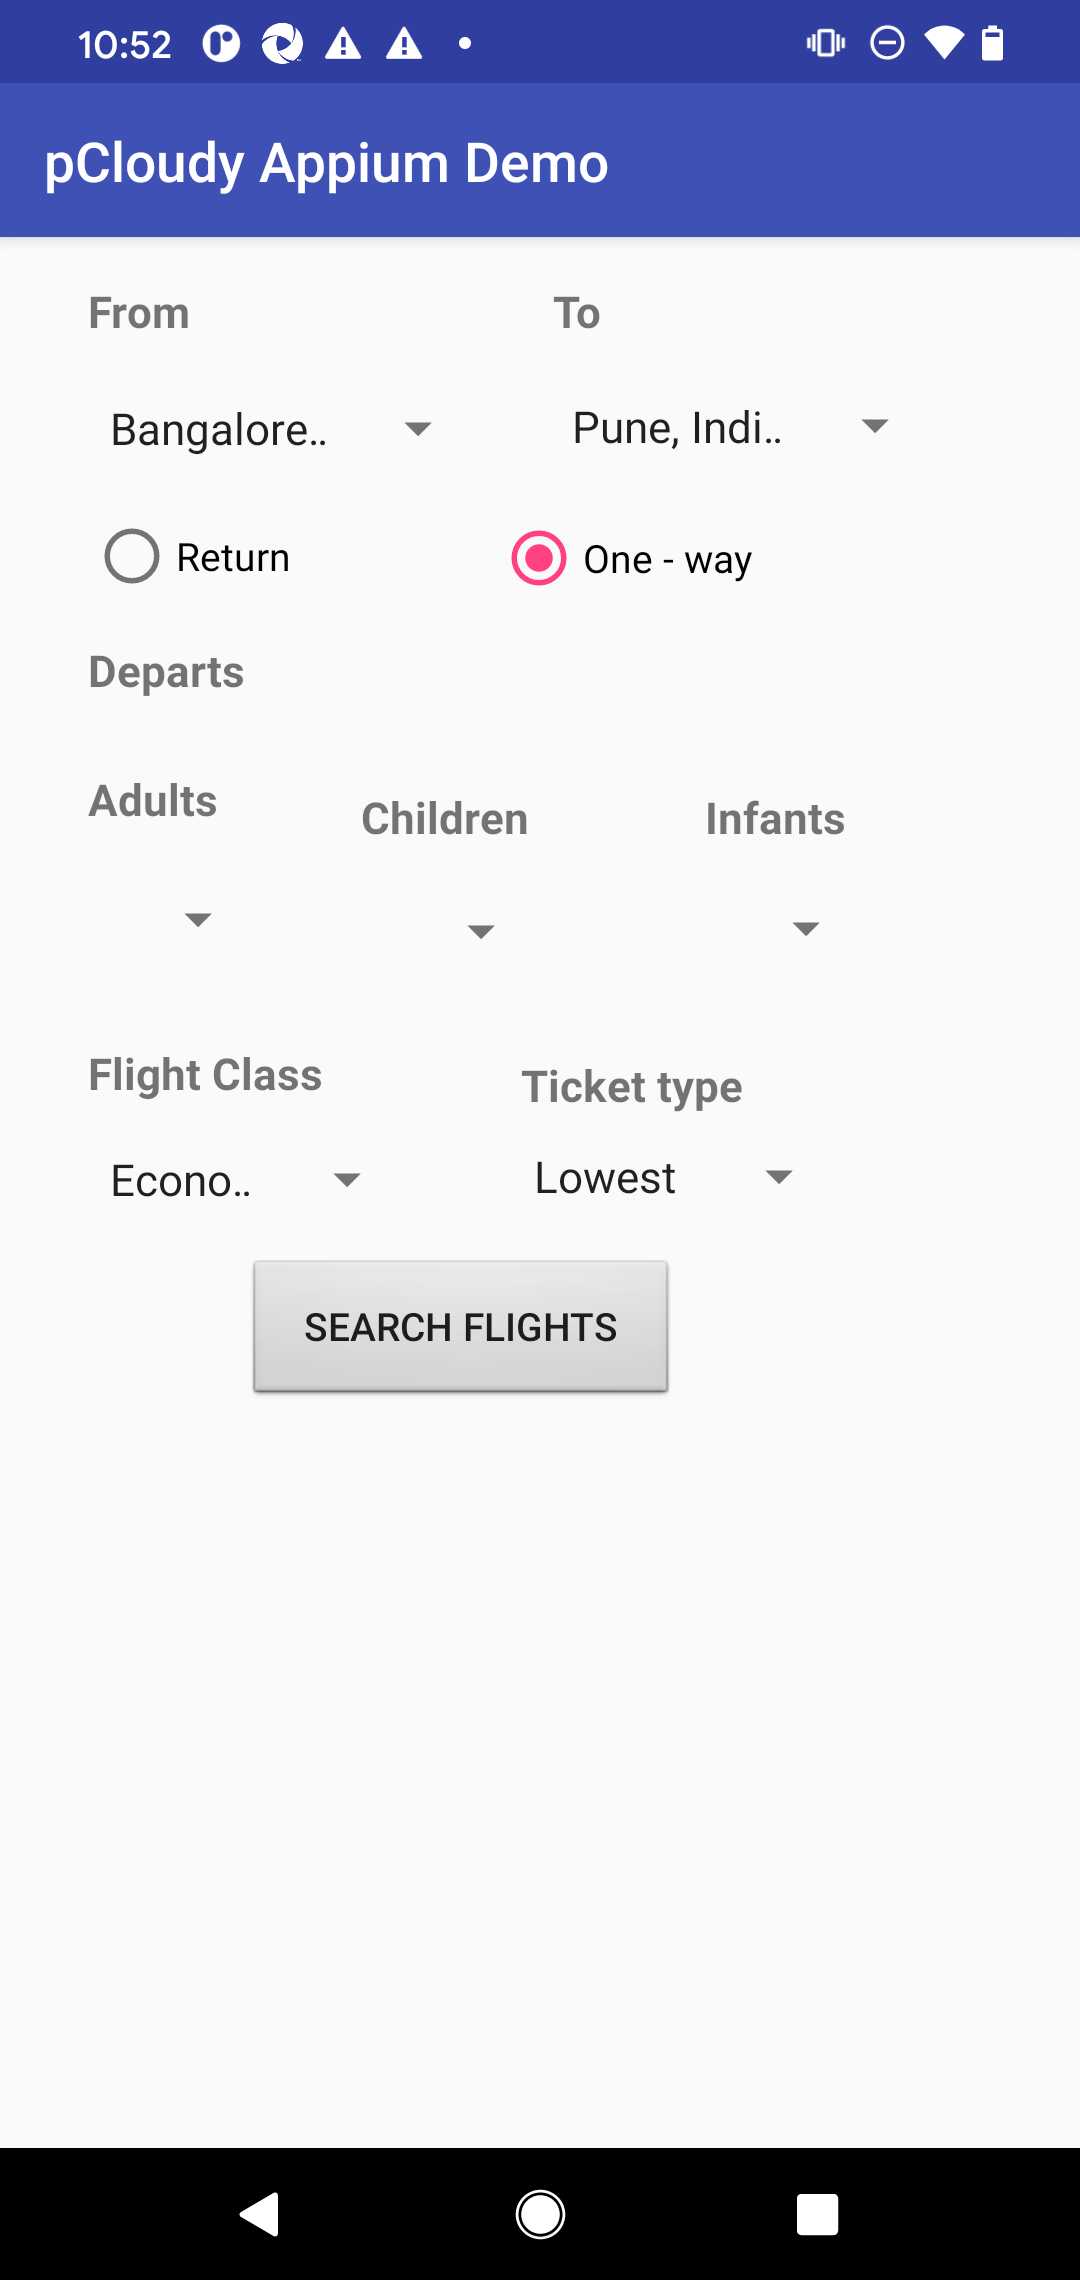 10:52
pCloudy Appium Demo
From To
Bangalore.. Pune, Indi..
Return One - way
Departs
Adults Children Infants
Flight Class Ticket type
Econo.. Lowest
SEARCH FLIGHTS